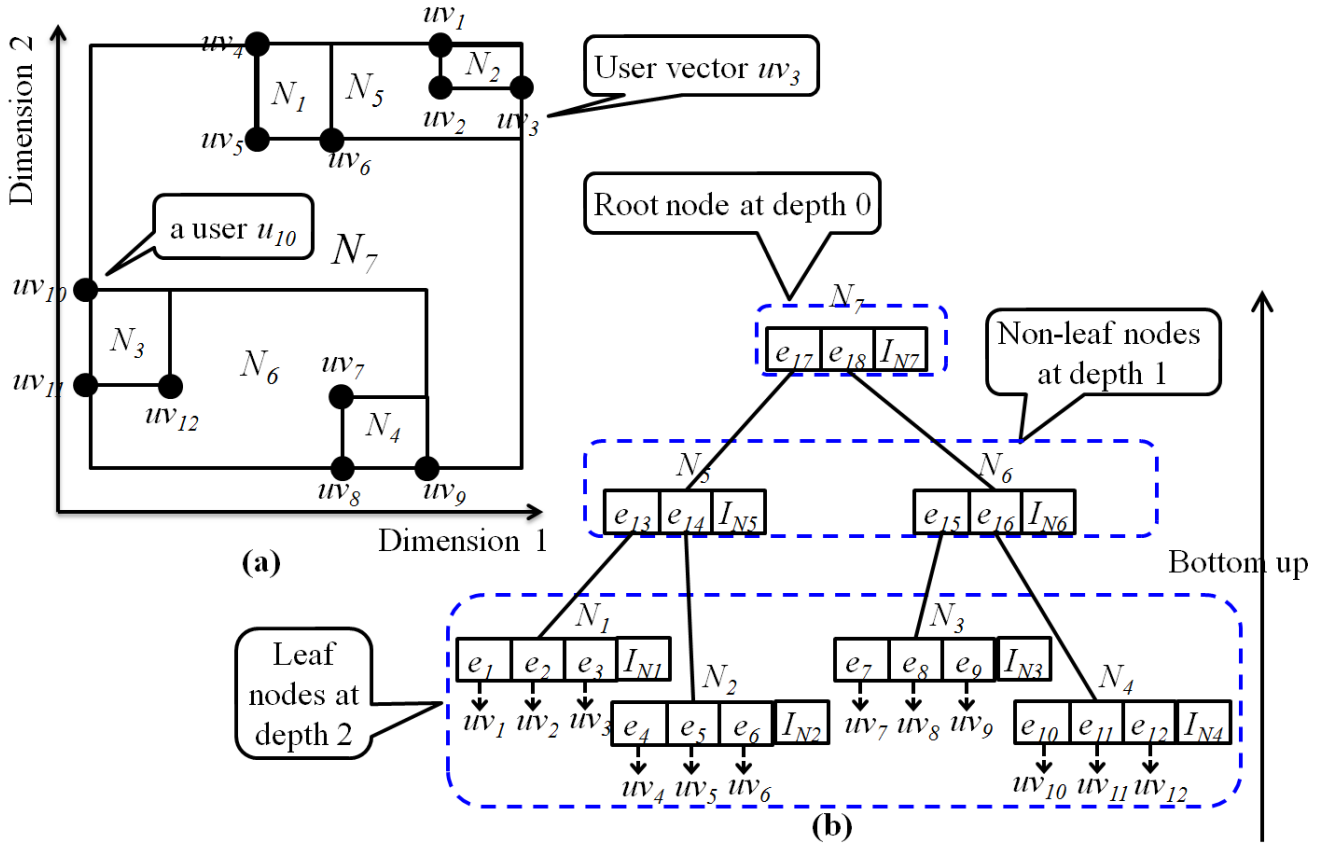 Dimension 2
uv1
uv4
N1
N5
N2
User vector uv3
uv2
uv3
uv5
uv6
a user u10
N7
uv10
N3
N6
uv7
uv11
uv12
N4
uv8
uv9
Dimension 1
(a)
Root node at depth 0
N7
e17 e18 IN7
Non-leaf nodes
at depth 1
N5
N6
e13 e14 IN5
e15 e16 IN6
Bottom up
Leaf
nodes at
depth 2
N1
e1 e2 e3 IN1
uv1 uv2 uv3
N2
e4 e5 e6 IN2
uv4 uv5 uv6
N3
e7 e8 e9 IN3
uv7 uv8 uv9
N4
e10 e11 e12 IN4
uv10 uv11 uv12
(b)